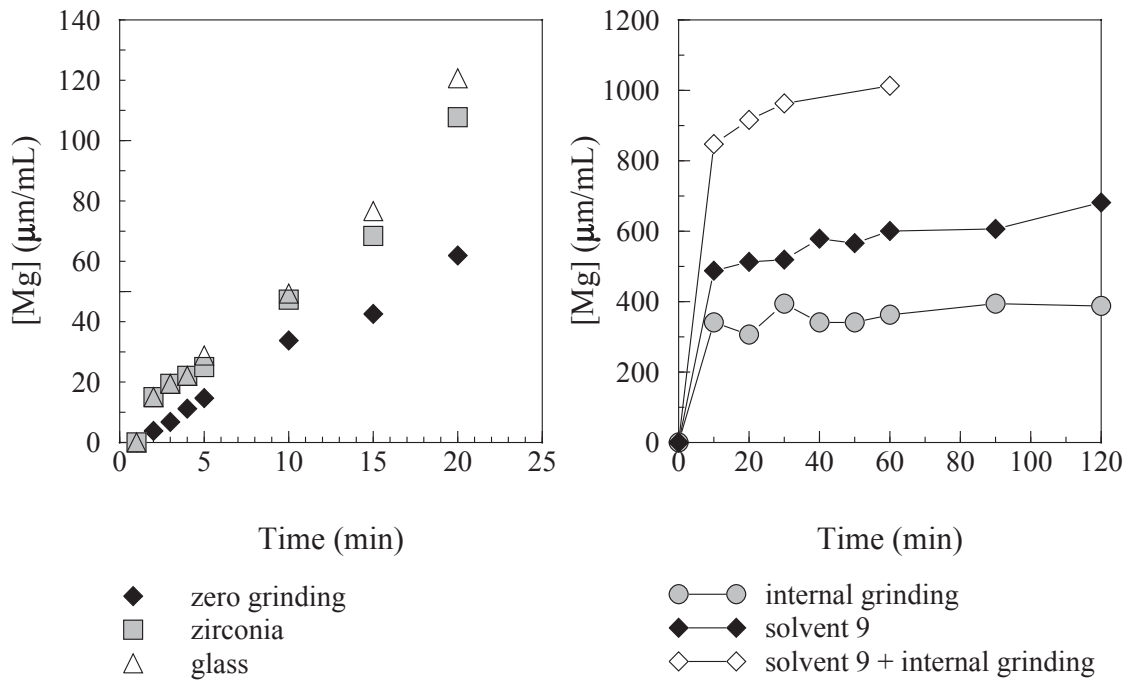 140
120
100
80
60
40
20
0
0 5 10 15 20 25
[Mg] (μm/mL)
Time (min)
zero grinding
zirconia
glass
1200
1000
800
600
400
200
0
0 20 40 60 80 100 120
[Mg] (μm/mL)
Time (min)
internal grinding
solvent 9
solvent 9 + internal grinding